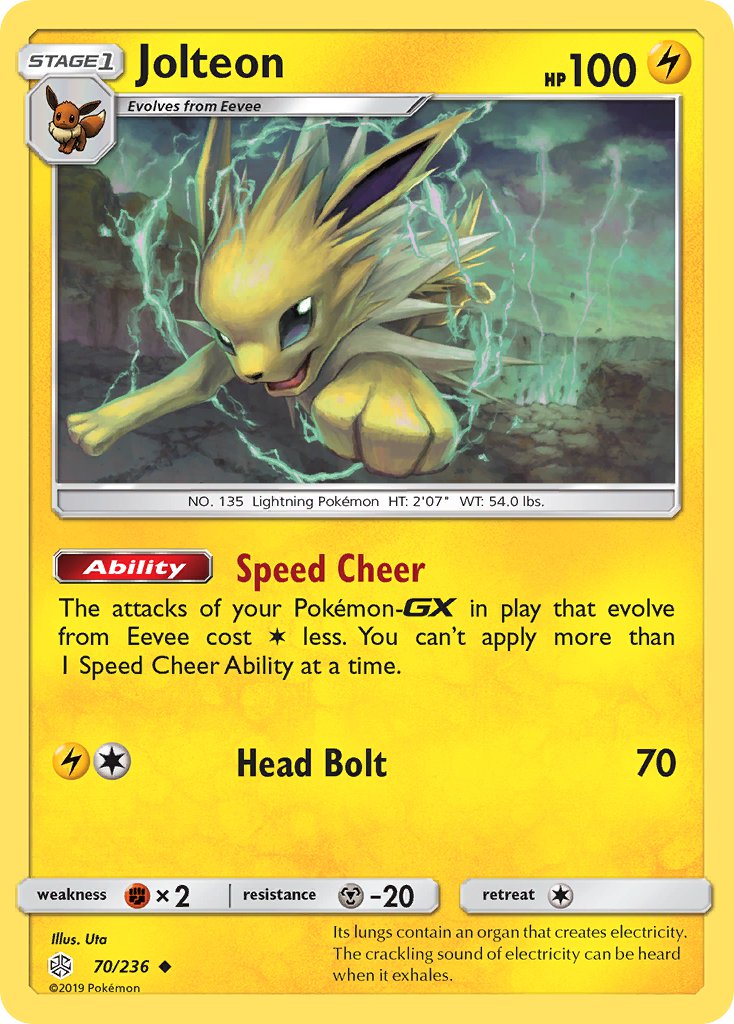 STAGE1
Jolteon
HP 100
Evolves from Eevee
NO. 135 Lightning Pokémon HT: 2'07" WT: 54.0 lbs.
Ability Speed Cheer
The attacks of your Pokémon-GX in play that evolve
from Eevee cost less. You can't apply more than
1 Speed Cheer Ability at a time.
Head Bolt 70
weakness ×2 resistance -20 retreat
Illus. Uta
70/236
©2019 Pokémon
Its lungs contain an organ that creates electricity.
The crackling sound of electricity can be heard
when it exhales.